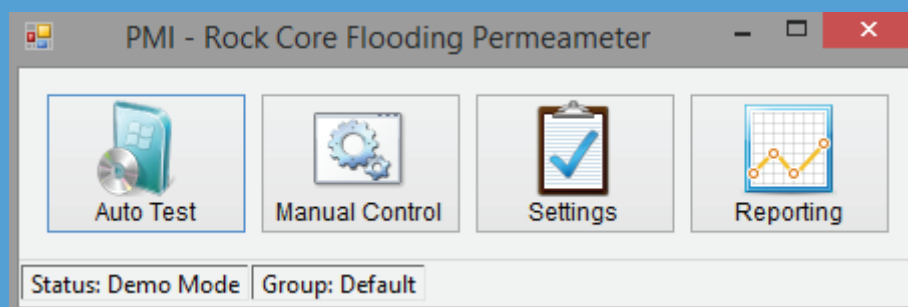 PMI - Rock Core Flooding Permeameter
Auto Test
Manual Control
Settings
Reporting
Status: Demo Mode
Group: Default